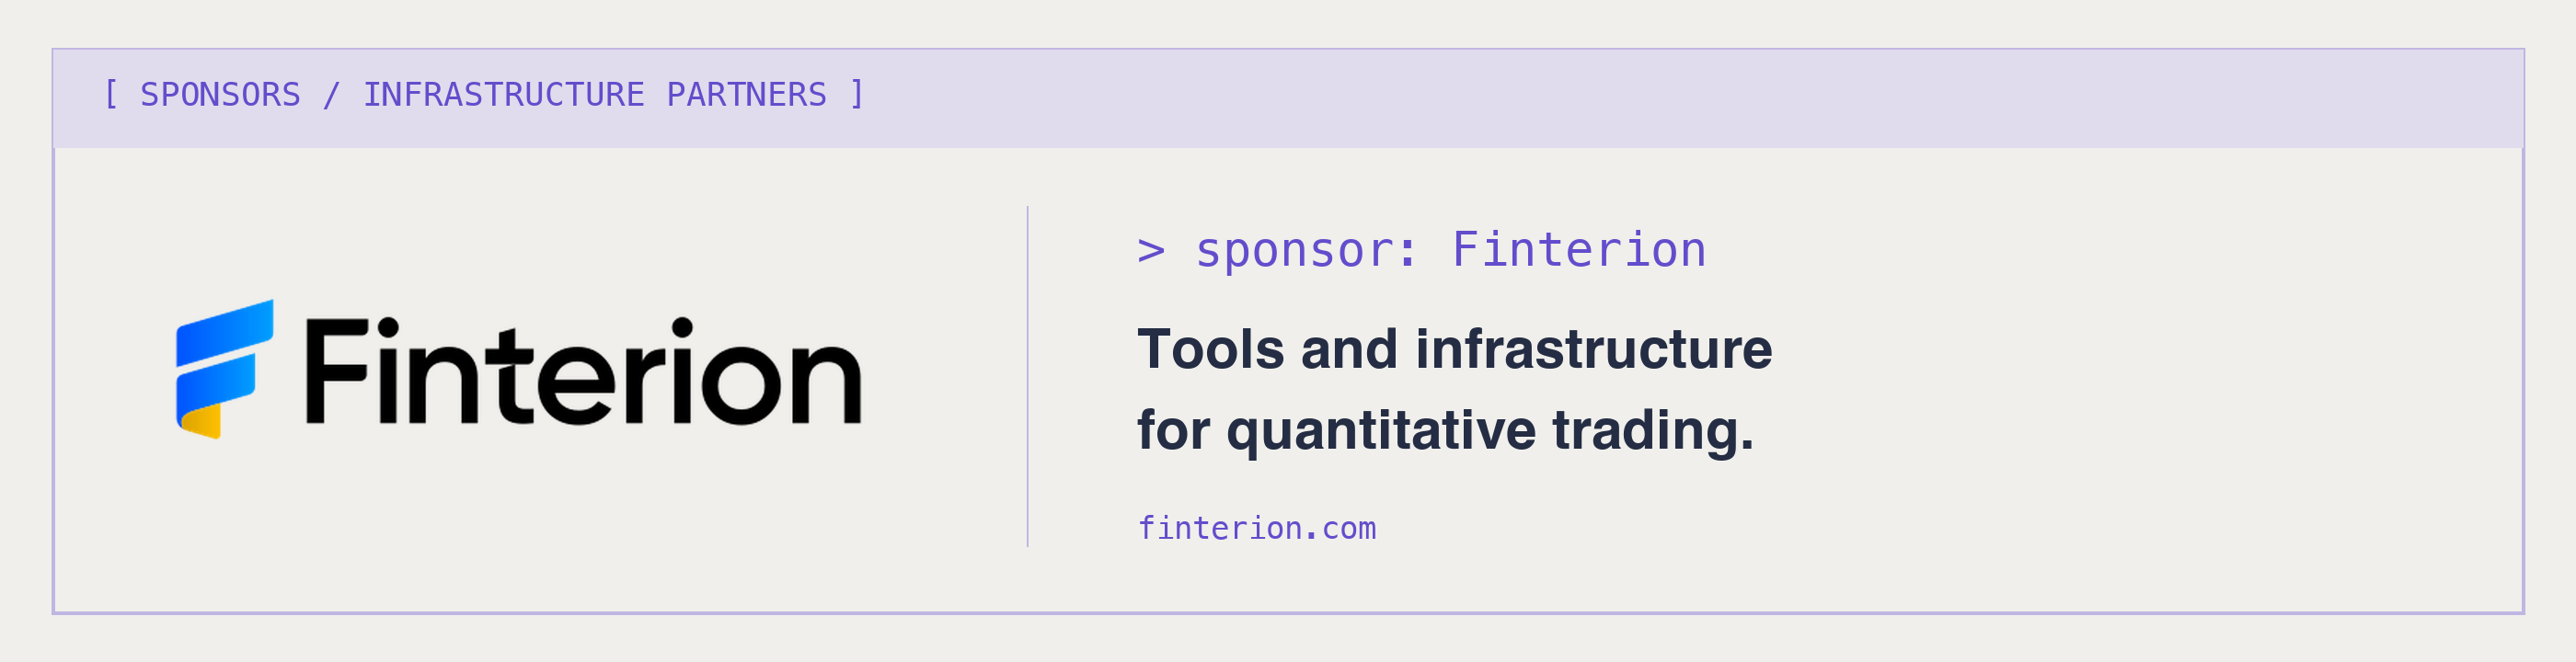 [ SPONSORS / INFRASTRUCTURE PARTNERS ]
Finterion
> sponsor: Finterion
Tools and infrastructure
for quantitative trading.
finterion.com